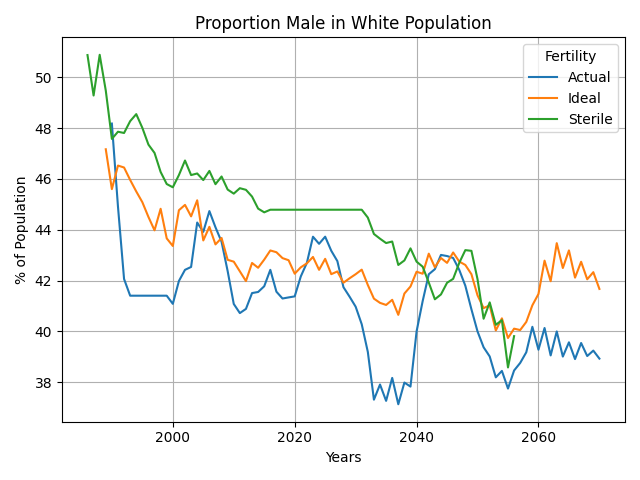 Proportion Male in White Population
% of Population
50
48
46
44
42
40
38
Fertility
Actual
Ideal
Sterile
2000
2020
2040
2060
Years